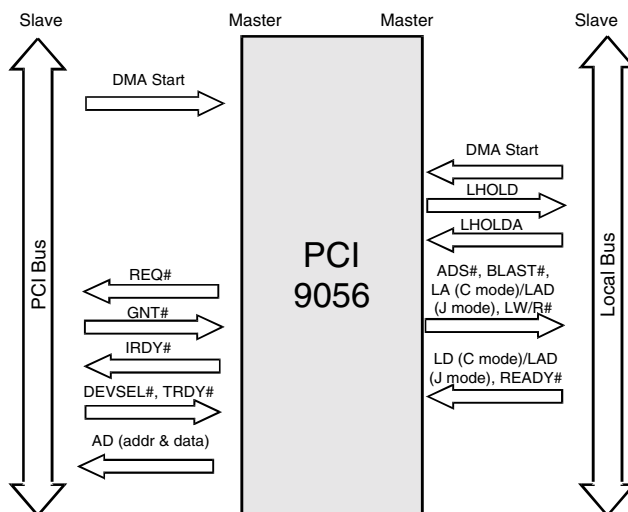 Slave
Master
Master
Slave
DMA Start
DMA Start
LHOLD
LHOLDA
PCI Bus
PCI
9056
Local Bus
REQ#
GNT#
IRDY#
DEVSEL#, TRDY#
AD (addr & data)
ADS#, BLAST#,
LA (C mode)/LAD
(J mode), LW/R#
LD (C mode)/LAD
(J mode), READY#